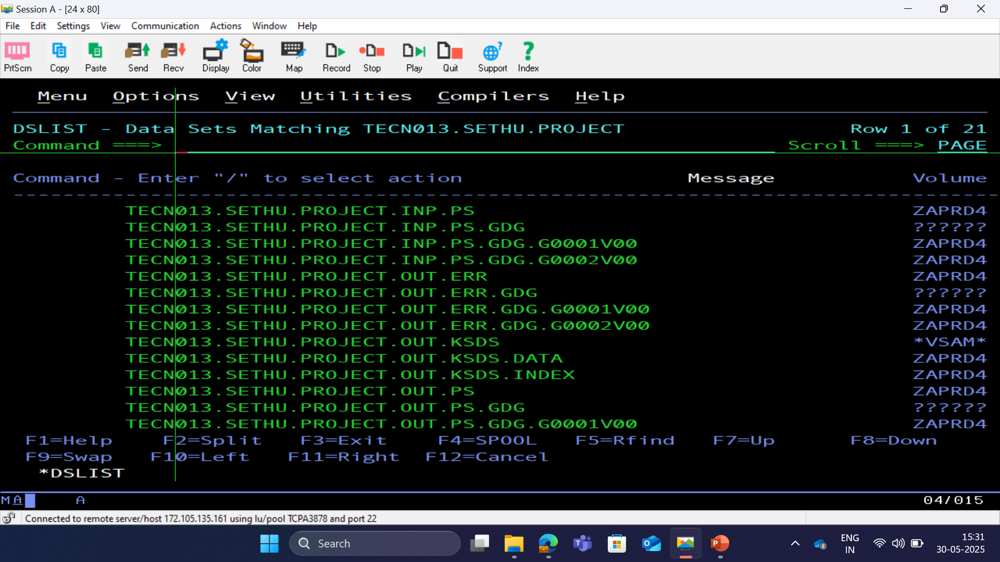 Session A - [24 x 80]
File Edit Settings View Communication Actions Window Help
PrtScrn Copy Paste Send Recv Display Color Map Record Stop Play Quit Support Index
Menu Options View Utilities Compilers Help
DSLIST - Data Sets Matching TECN013.SETHU.PROJECT Row 1 of 21
Command ===> Scroll ===> PAGE
Command - Enter "/" to select action Message Volume
-------------------------------------------------------------------------------
TECN013.SETHU.PROJECT.INP.PS ZAPRD4
TECN013.SETHU.PROJECT.INP.PS.GDG ??????
TECN013.SETHU.PROJECT.INP.PS.GDG.G0001V00 ZAPRD4
TECN013.SETHU.PROJECT.INP.PS.GDG.G0002V00 ZAPRD4
TECN013.SETHU.PROJECT.OUT.ERR ZAPRD4
TECN013.SETHU.PROJECT.OUT.ERR.GDG ??????
TECN013.SETHU.PROJECT.OUT.ERR.GDG.G0001V00 ZAPRD4
TECN013.SETHU.PROJECT.OUT.ERR.GDG.G0002V00 ZAPRD4
TECN013.SETHU.PROJECT.OUT.KSDS *VSAM*
TECN013.SETHU.PROJECT.OUT.KSDS.DATA ZAPRD4
TECN013.SETHU.PROJECT.OUT.KSDS.INDEX ZAPRD4
TECN013.SETHU.PROJECT.OUT.PS ZAPRD4
TECN013.SETHU.PROJECT.OUT.PS.GDG ??????
TECN013.SETHU.PROJECT.OUT.PS.GDG.G0001V00 ZAPRD4
F1=Help F2=Split F3=Exit F4=SPOOL F5=Rfind F7=Up F8=Down
F9=Swap F10=Left F11=Right F12=Cancel
*DSLIST
MA A 04/015
Connected to remote server/host 172.105.135.161 using lu/pool TCPA3878 and port 22
Search ENG IN 15:31 30-05-2025